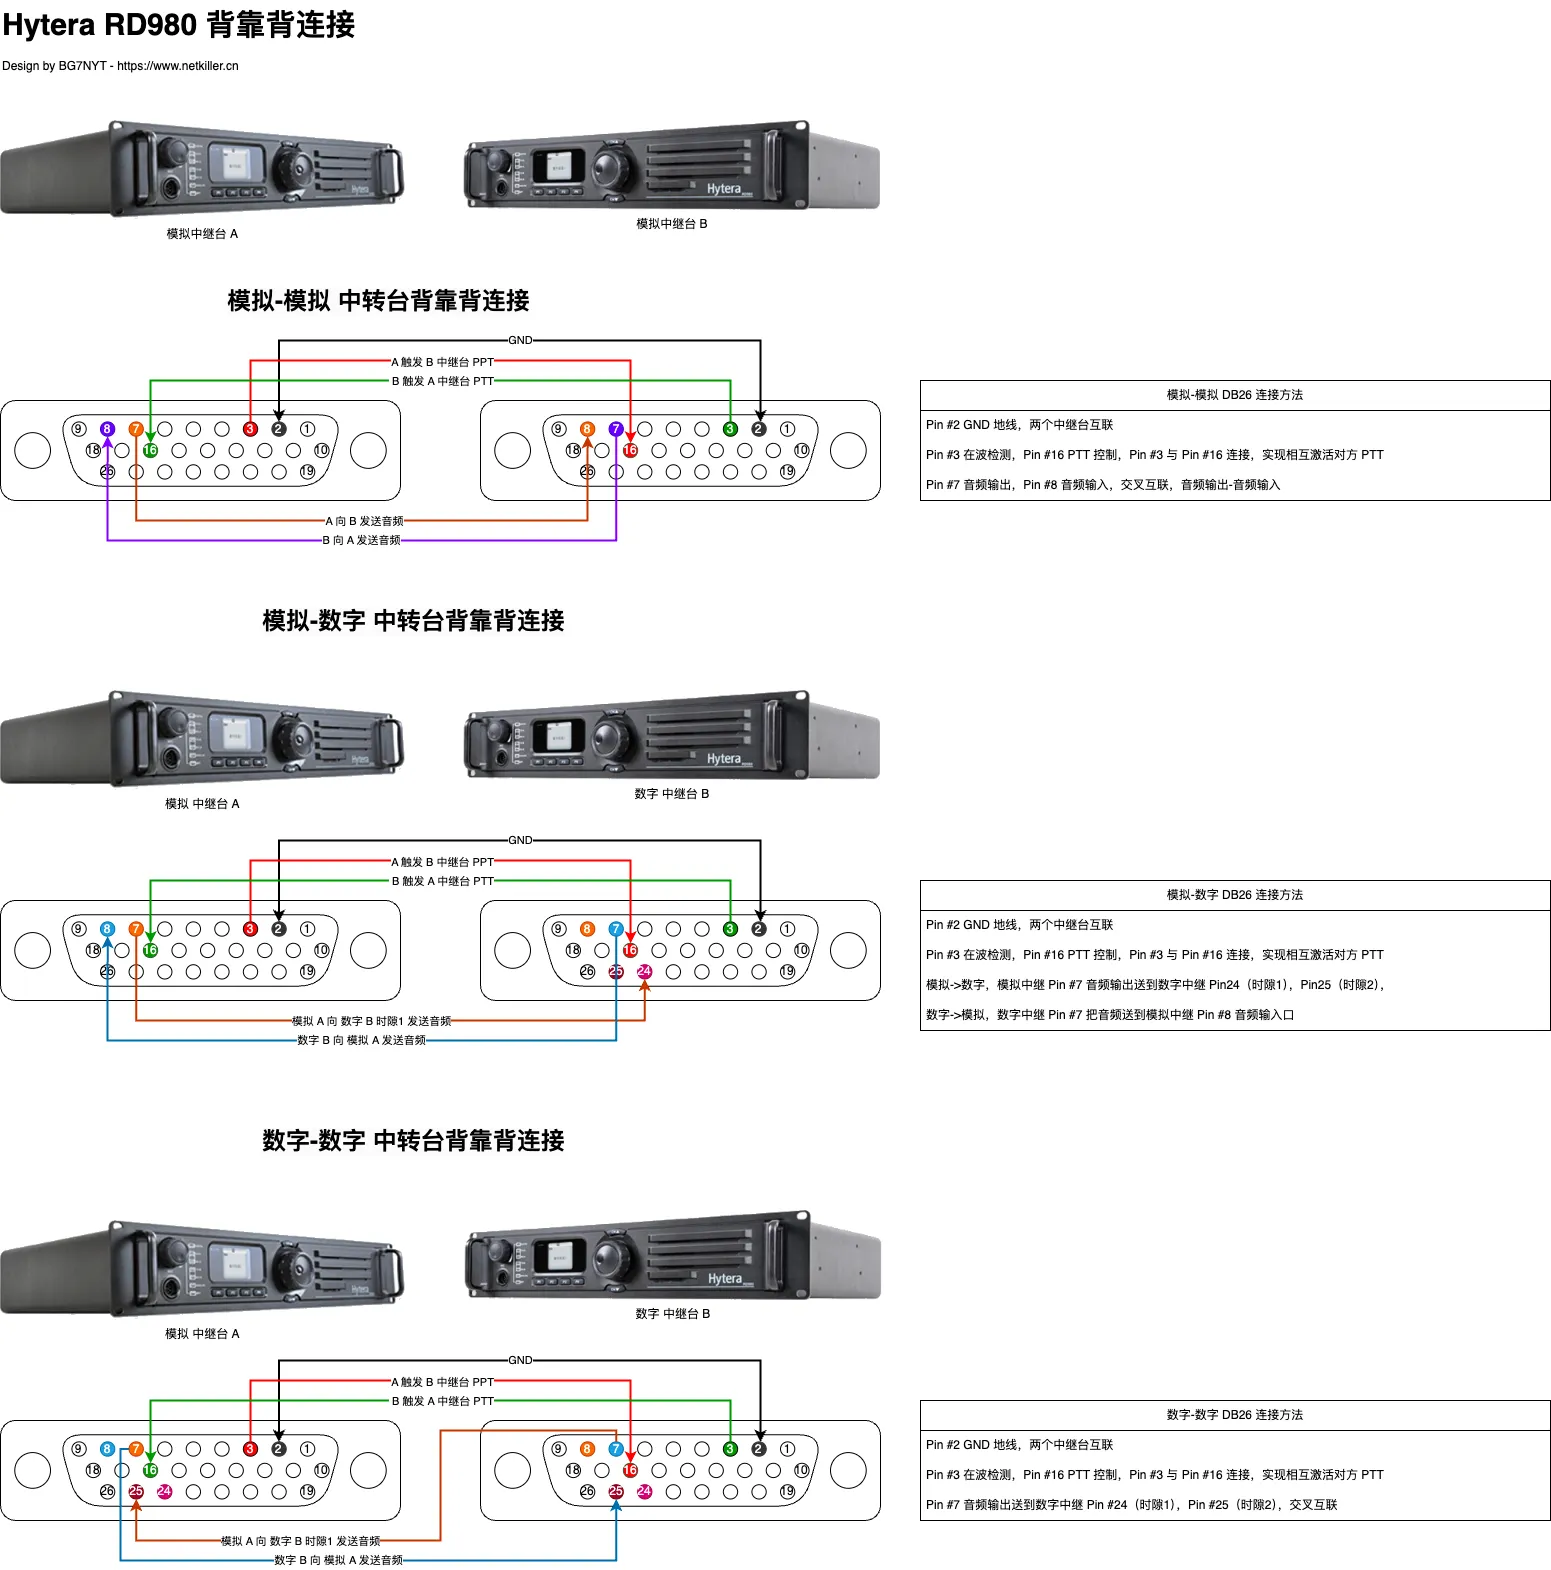 Hytera RD980 背靠背连接
Design by BG7NYT - https://www.netkiller.cn
Hytera
Hytera
模拟中继台 A
模拟中继台 B
模拟-模拟 中转台背靠背连接
GND
A 触发 B 中继台 PPT
B 触发 A 中继台 PTT
9 8 7 3 2 1
18 16 10
26 19
9 8 7 3 2 1
18 16 10
26 19
A 向 B 发送音频
B 向 A 发送音频
模拟-模拟 DB26 连接方法
Pin #2 GND 地线，两个中继台互联
Pin #3 在波检测，Pin #16 PTT 控制，Pin #3 与 Pin #16 连接，实现相互激活对方 PTT
Pin #7 音频输出，Pin #8 音频输入，交叉互联，音频输出-音频输入
模拟-数字 中转台背靠背连接
Hytera
Hytera
模拟 中继台 A
数字 中继台 B
GND
A 触发 B 中继台 PPT
B 触发 A 中继台 PTT
9 8 7 3 2 1
18 16 10
26 19
9 8 7 3 2 1
18 16 10
26 25 24 19
模拟 A 向 数字 B 时隙1 发送音频
数字 B 向 模拟 A 发送音频
模拟-数字 DB26 连接方法
Pin #2 GND 地线，两个中继台互联
Pin #3 在波检测，Pin #16 PTT 控制，Pin #3 与 Pin #16 连接，实现相互激活对方 PTT
模拟->数字，模拟中继 Pin #7 音频输出送到数字中继 Pin24（时隙1），Pin25（时隙2），
数字->模拟，数字中继 Pin #7 把音频送到模拟中继 Pin #8 音频输入口
数字-数字 中转台背靠背连接
Hytera
Hytera
模拟 中继台 A
数字 中继台 B
GND
A 触发 B 中继台 PPT
B 触发 A 中继台 PTT
9 8 7 3 2 1
18 16 10
26 25 24 19
9 8 7 3 2 1
18 16 10
26 25 24 19
模拟 A 向 数字 B 时隙1 发送音频
数字 B 向 模拟 A 发送音频
数字-数字 DB26 连接方法
Pin #2 GND 地线，两个中继台互联
Pin #3 在波检测，Pin #16 PTT 控制，Pin #3 与 Pin #16 连接，实现相互激活对方 PTT
Pin #7 音频输出送到数字中继 Pin #24（时隙1），Pin #25（时隙2），交叉互联